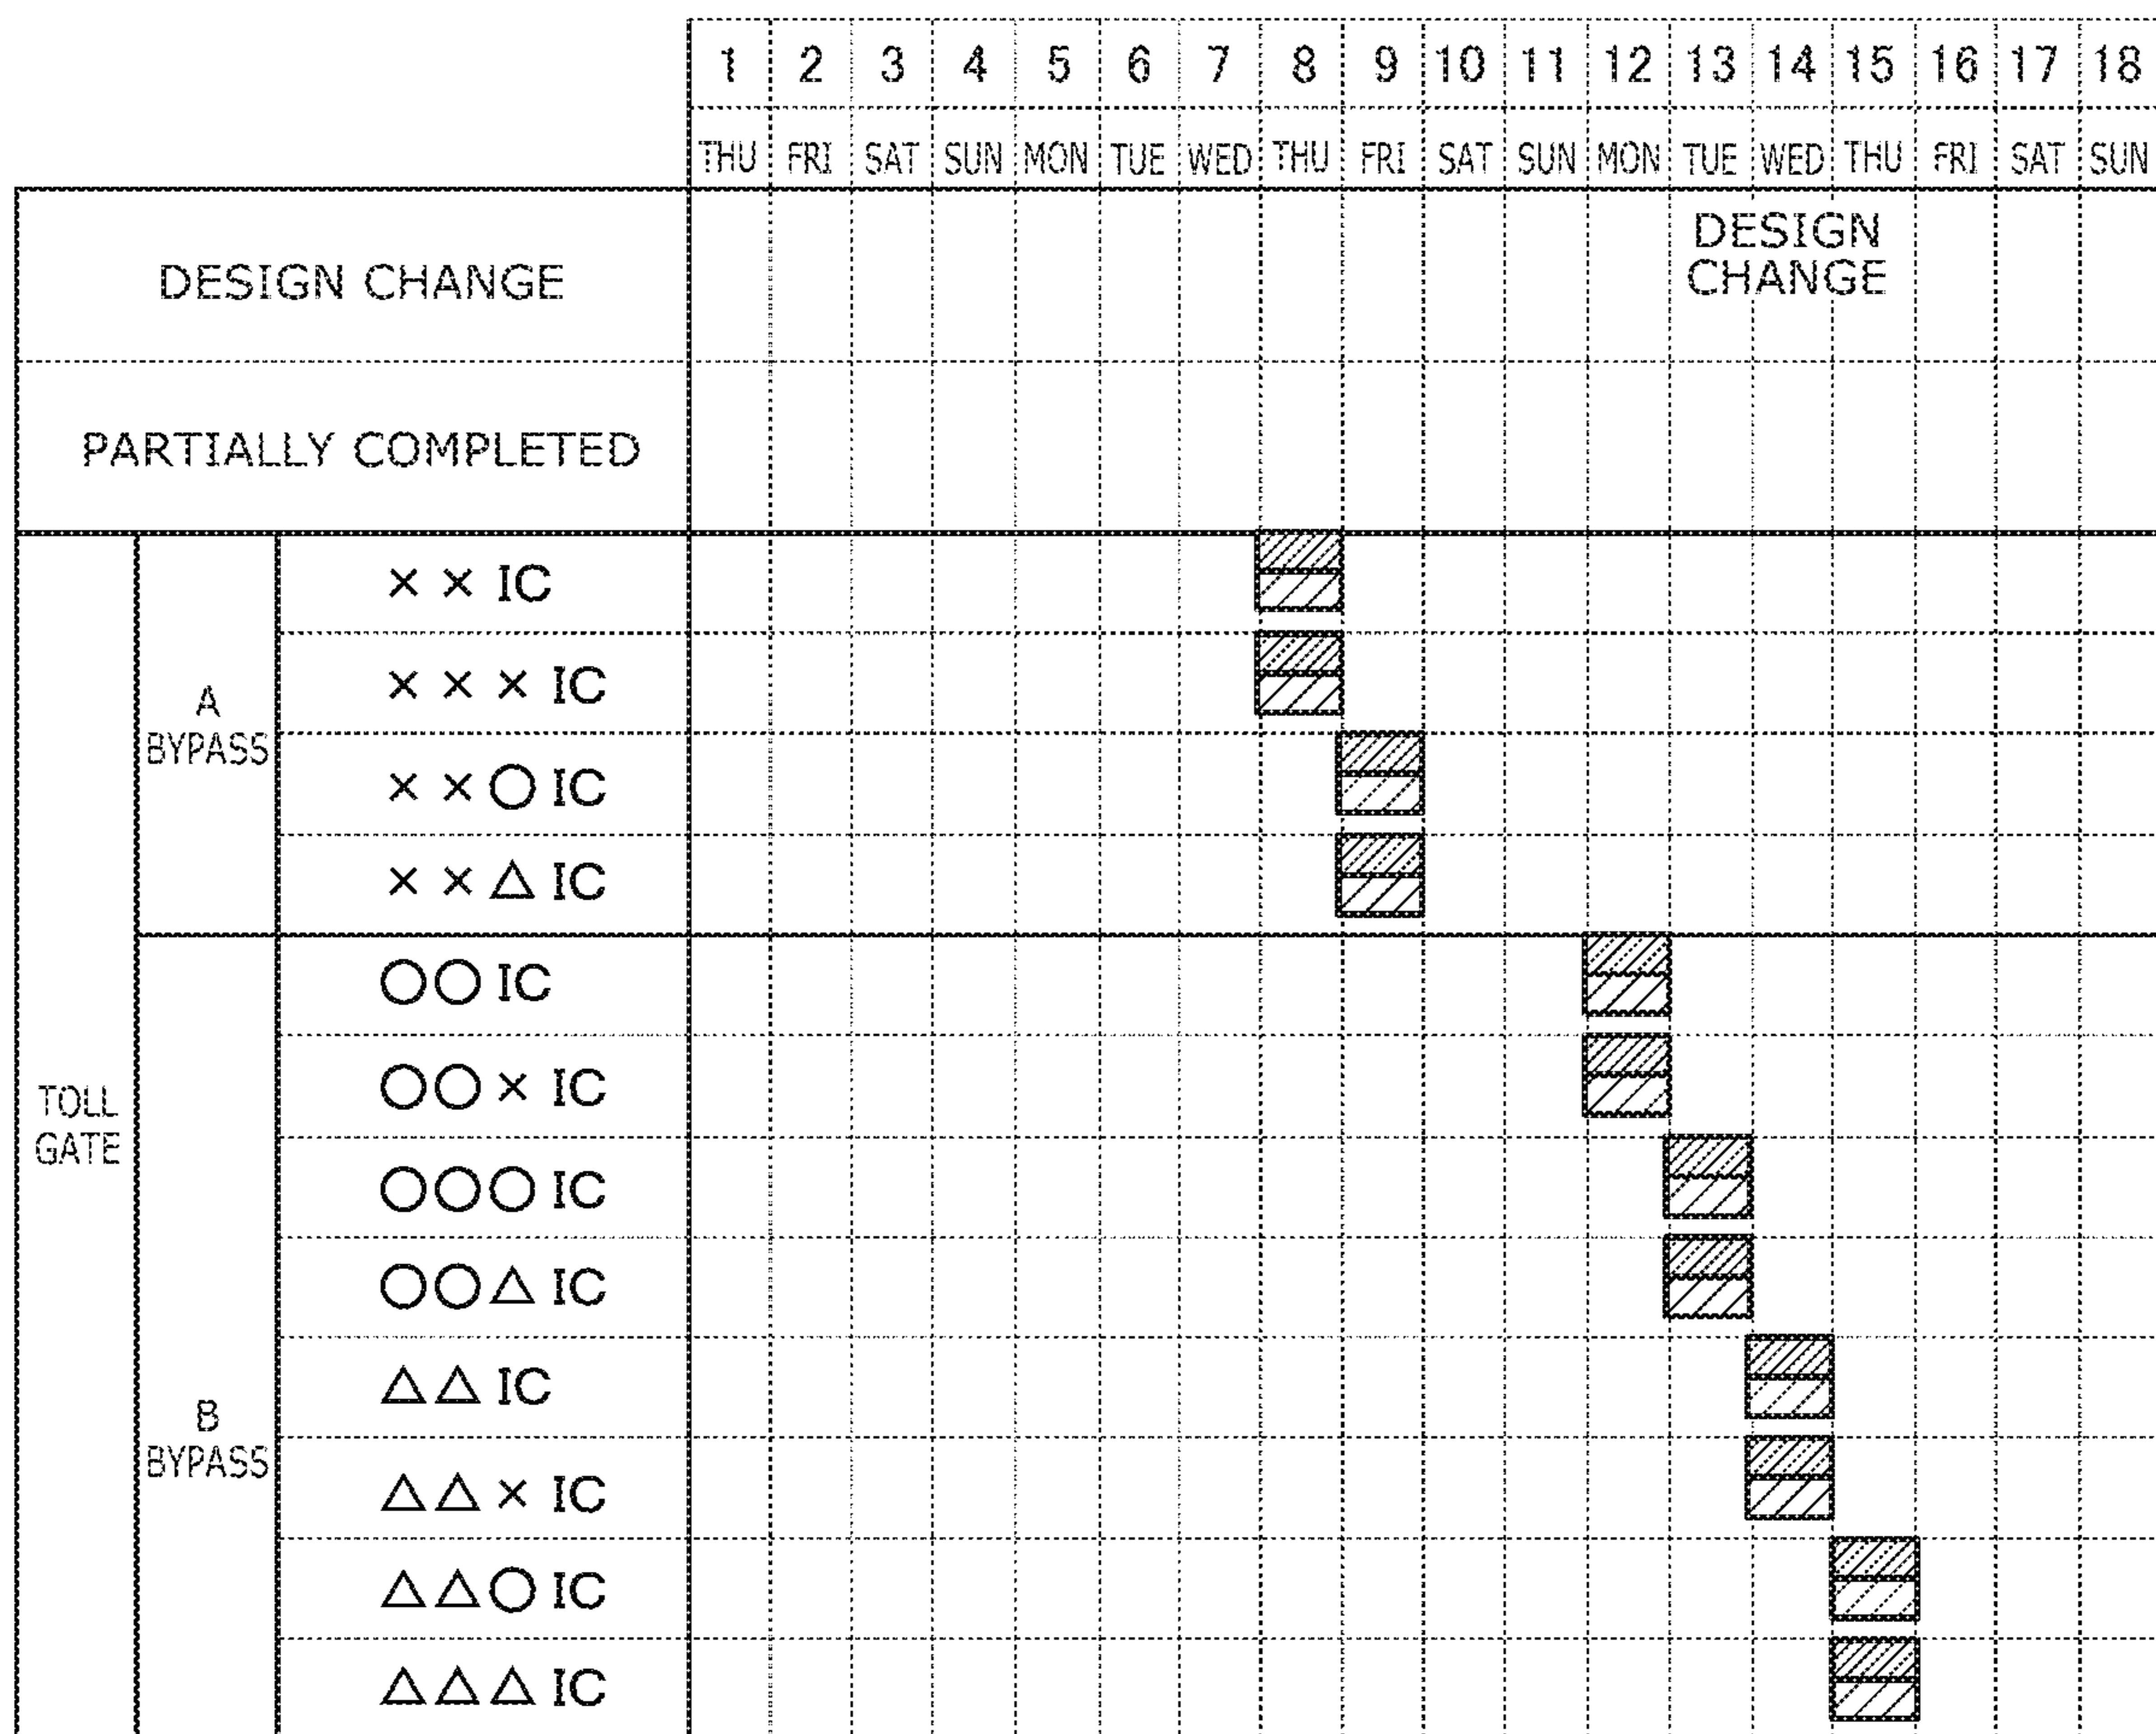 1 2 3 4 5 6 7 8 9 10 11 12 13 14 15 16 17 18
THU FRI SAT SUN MON TUE WED THU FRI SAT SUN MON TUE WED THU FRI SAT SUN
DESIGN CHANGE
DESIGN
CHANGE
PARTIALLY COMPLETED
TOLL
GATE
A
BYPASS
××IC
×××IC
××○IC
××△IC
B
BYPASS
○○IC
○○×IC
○○○IC
○○△IC
△△IC
△△×IC
△△○IC
△△△IC